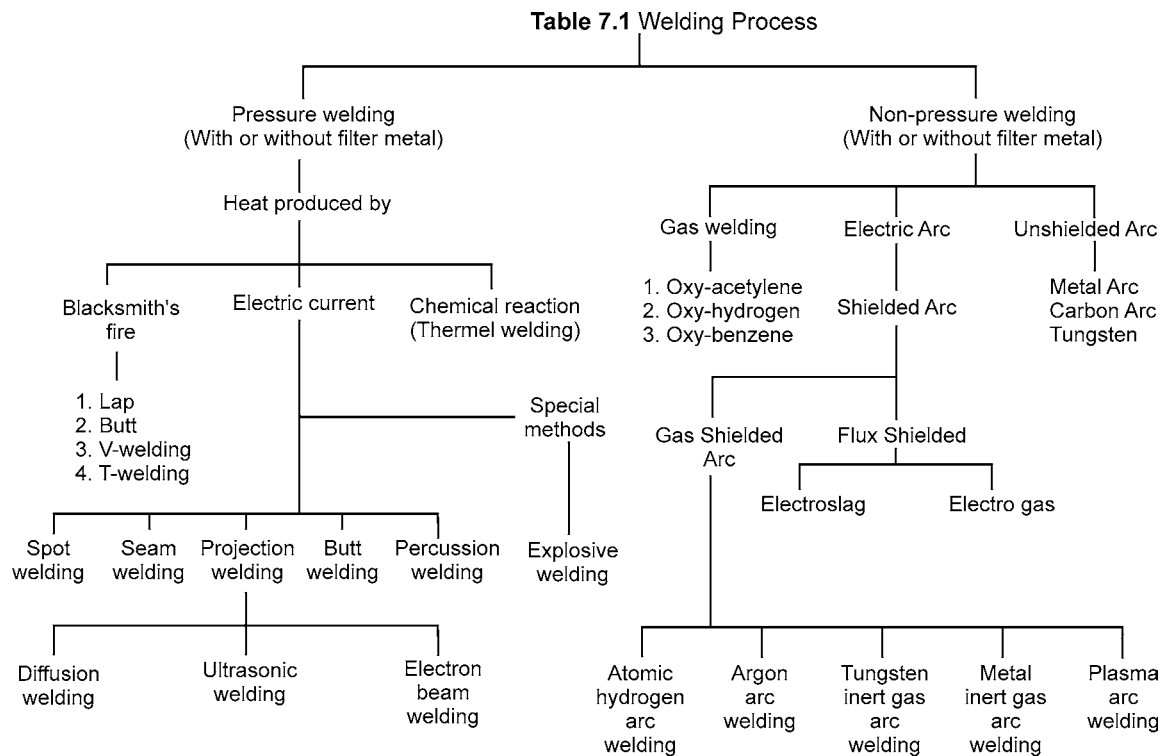 Table 7.1 Welding Process
Pressure welding
(With or without filter metal)
Heat produced by
Blacksmith's
fire
1. Lap
2. Butt
3. V-welding
4. T-welding
Electric current
Chemical reaction
(Thermel welding)
Special
methods
Explosive
welding
Spot
welding
Seam
welding
Projection
welding
Butt
welding
Percussion
welding
Diffusion
welding
Ultrasonic
welding
Electron
beam
welding
Non-pressure welding
(With or without filter metal)
Gas welding
1. Oxy-acetylene
2. Oxy-hydrogen
3. Oxy-benzene
Electric Arc
Shielded Arc
Unshielded Arc
Metal Arc
Carbon Arc
Tungsten
Gas Shielded
Arc
Flux Shielded
Electroslag
Electro gas
Atomic
hydrogen
arc
welding
Argon
arc
welding
Tungsten
inert gas
arc
welding
Metal
inert gas
arc
welding
Plasma
arc
welding